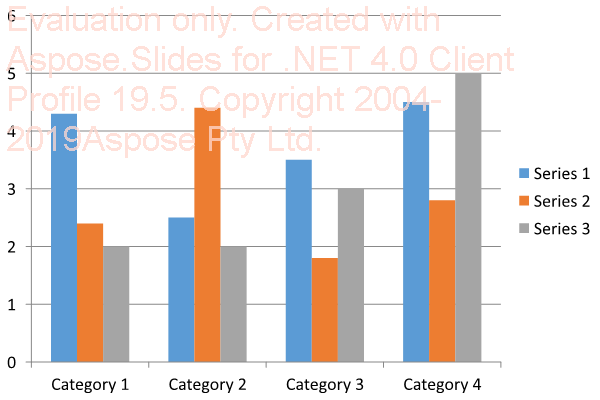 Evaluation only. Created with
Aspose.Slides for .NET 4.0 Client
Profile 19.5. Copyright 2004-
2019Aspose Pty Ltd.
6
5
4
3
2
1
0
Category 1 Category 2 Category 3 Category 4
Series 1
Series 2
Series 3